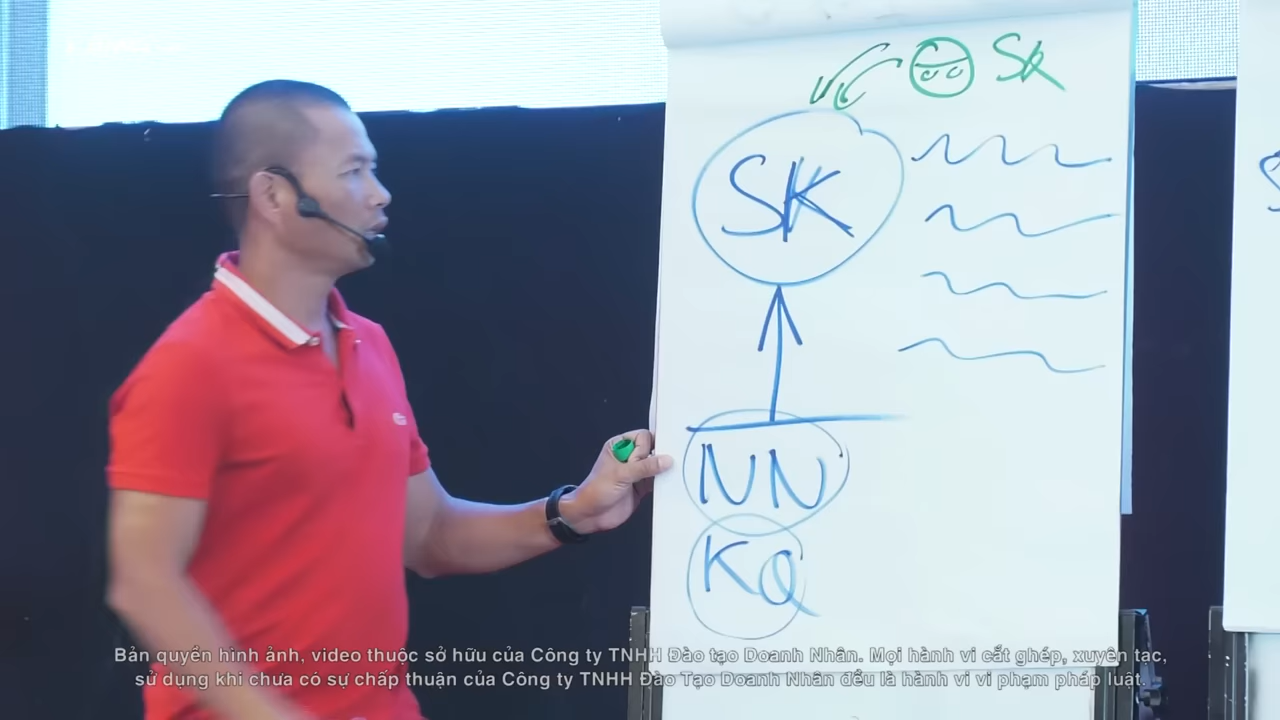 SK
SK
NN
KQ
Bản quyền hình ảnh, video thuộc sở hữu của Công ty TNHH Đào tạo Doanh Nhân. Mọi hành vi cắt ghép, xuyên tạc,
sử dụng khi chưa có sự chấp thuận của Công ty TNHH Đào Tạo Doanh Nhân đều là hành vi vi phạm pháp luật.